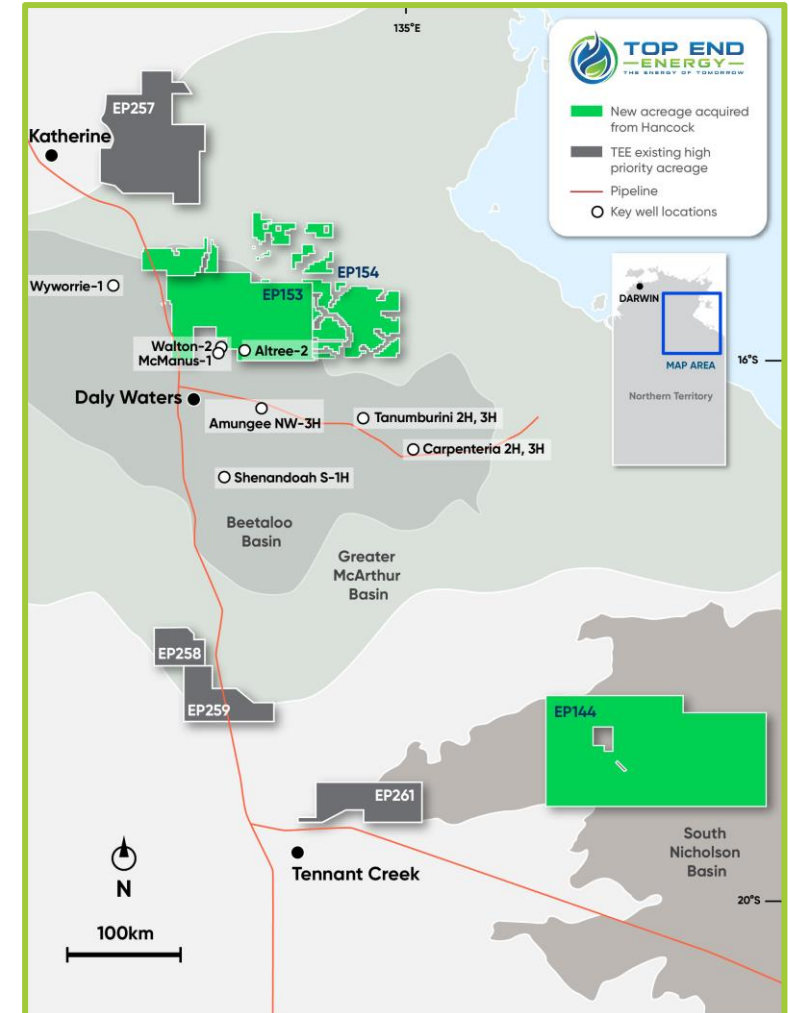 135°E
TOP END
ENERGY
THE ENERGY OF TOMORROW
New acreage acquired
from Hancock
TEE existing high
priority acreage
Pipeline
Key well locations
EP257
Katherine
EP154
Wyworrie-1
EP153
DARWIN
Walton-2
McManus-1
Altree-2
16°S
MAP AREA
Daly Waters
Northern Territory
Amungee NW-3H
Tanumburini 2H, 3H
Carpenteria 2H, 3H
Shenandoah S-1H
Beetaloo
Basin
Greater
McArthur
Basin
EP258
EP259
EP144
EP261
South
Nicholson
Basin
Tennant Creek
N
20°S
100km